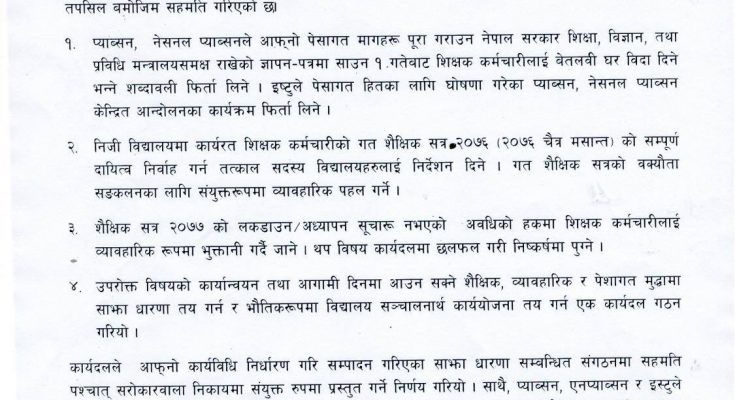 तपसिल बमोजिम सहमति गरिएको छ।
१. प्याब्सन, नेसनल प्याब्सनले आफ्नो पेसागत मागहरू पूरा गराउन नेपाल सरकार शिक्षा, विज्ञान, तथा
प्रविधि मन्त्रालयसमक्ष राखेको ज्ञापन-पत्रमा साउन १ गतेबाट शिक्षक कर्मचारीलाई बेतलवी घर विदा दिने
भन्ने शब्दावली फिर्ता लिने । इष्टुले पेसागत हितका लागि घोषणा गरेका प्याब्सन, नेसनल प्याब्सन
केन्द्रित आन्दोलनका कार्यक्रम फिर्ता लिने ।
२. निजी विद्यालयमा कार्यरत शिक्षक कर्मचारीको गत शैक्षिक सत्र २०७६ (२०७६ चैत्र मसान्त) को सम्पूर्ण
दायित्व निर्वाह गर्न तत्काल सदस्य विद्यालयहरुलाई निर्देशन दिने । गत शैक्षिक सत्रको वक्यौता
सङकलनका लागि संयुक्तरूपमा व्यावहारिक पहल गर्ने ।
३. शैक्षिक सत्र २०७७ को लकडाउन/अध्यापन सूचारू नभएको अवधिको हकमा शिक्षक कर्मचारीलाई
व्यावहारिक रूपमा भुक्तानी गर्दै जाने । थप विषय कार्यदलमा छलफल गरी निष्कर्षमा पुग्ने ।
४. उपरोक्त विषयको कार्यान्वयन तथा आगामी दिनमा आउन सक्ने शैक्षिक, व्यावहारिक र पेशागत मुद्धामा
साझा धारणा तय गर्न र भौतिकरूपमा विद्यालय सञ्चालनार्थ कार्ययोजना तय गर्न एक कार्यदल गठन
गरियो ।
कार्यदलले आफ्नो कार्यविधि निर्धारण गरि सम्पादन गरिएका साझा धारणा सम्वन्धित संगठनमा सहमति
पश्चात् सरोकारवाला निकायमा संयुक्त रुपमा प्रस्तुत गर्ने निर्णय गरियो । साथै, प्याब्सन, एनप्याब्सन र इस्टुले